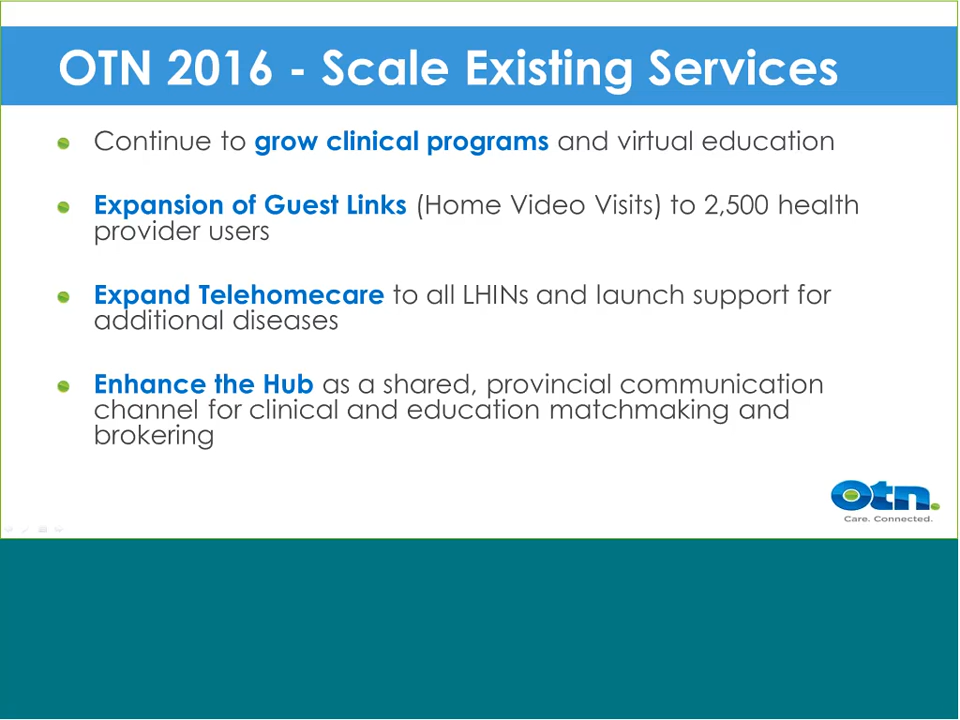 OTN 2016 - Scale Existing Services
Continue to grow clinical programs and virtual education
Expansion of Guest Links (Home Video Visits) to 2,500 health
provider users
Expand Telehomecare to all LHINs and launch support for
additional diseases
Enhance the Hub as a shared, provincial communication
channel for clinical and education matchmaking and
brokering
otn.
Care. Connected.